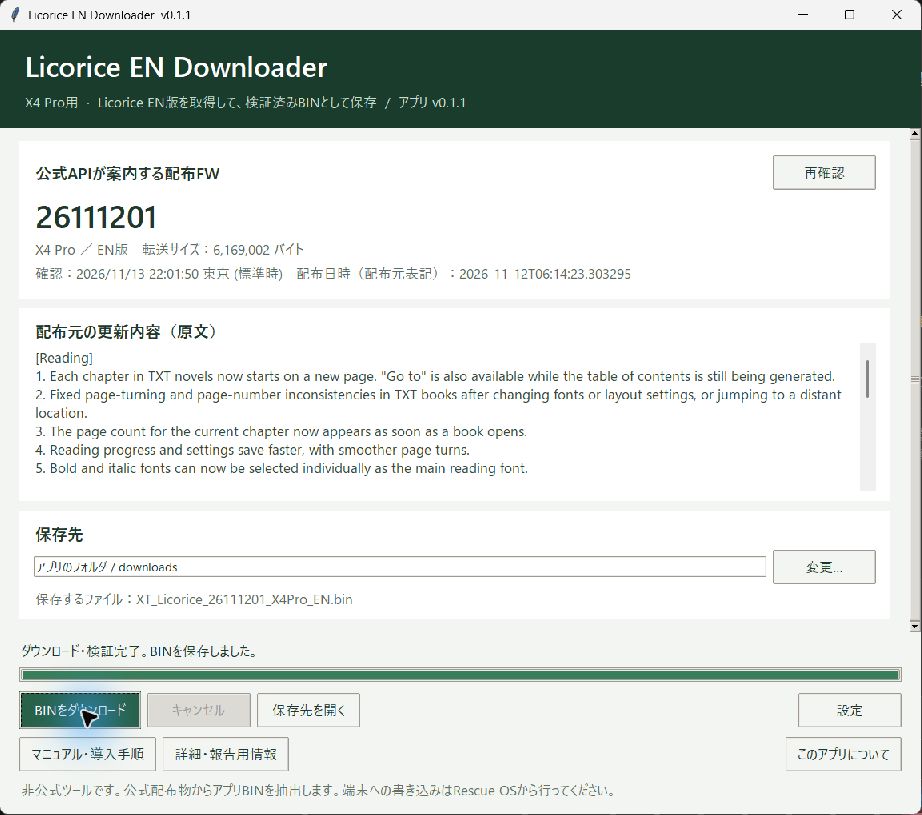 Licorice EN Downloader v0.1.1
Licorice EN Downloader
X4 Pro用 · Licorice EN版を取得して、検証済みBINとして保存 / アプリ v0.1.1
公式APIが案内する配布FW
再確認
26111201
X4 Pro ／ EN版 転送サイズ：6,169,002 バイト
確認：2026/11/13 22:01:50 東京 (標準時) 配布日時（配布元表記）：2026-11-12T06:14:23.303295
配布元の更新内容（原文）
[Reading]
1. Each chapter in TXT novels now starts on a new page. "Go to" is also available while the table of contents is still being generated.
2. Fixed page-turning and page-number inconsistencies in TXT books after changing fonts or layout settings, or jumping to a distant
location.
3. The page count for the current chapter now appears as soon as a book opens.
4. Reading progress and settings save faster, with smoother page turns.
5. Bold and italic fonts can now be selected individually as the main reading font.
保存先
アプリのフォルダ / downloads
変更...
保存するファイル：XT_Licorice_26111201_X4Pro_EN.bin
ダウンロード・検証完了。BINを保存しました。
BINをダウンロード
キャンセル
保存先を開く
設定
マニュアル・導入手順
詳細・報告用情報
このアプリについて
非公式ツールです。公式配布物からアプリBINを抽出します。端末への書き込みはRescue OSから行ってください。